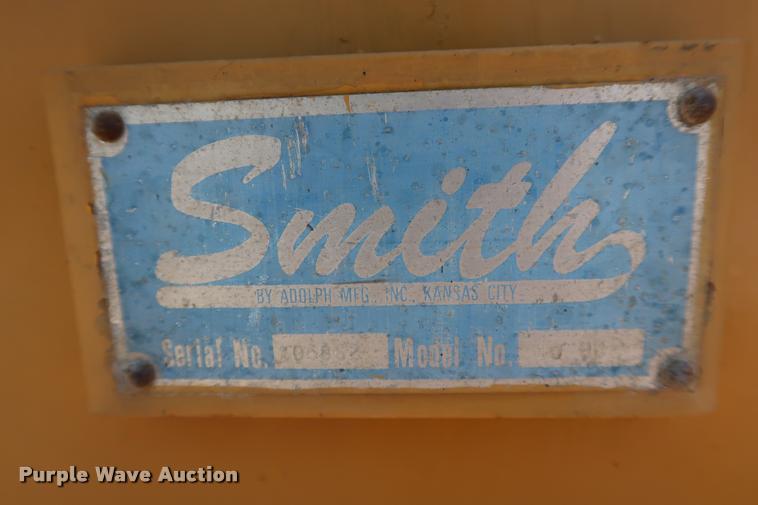 Smith
BY ADOLPH MFG., INC., KANSAS CITY
Serial No. Model No.
Purple Wave Auction